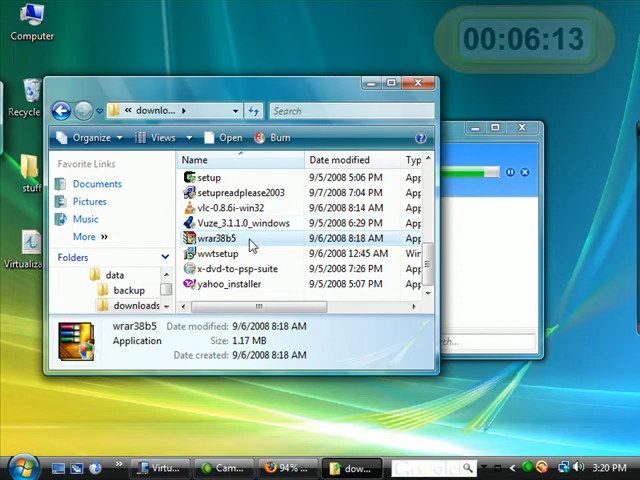 Computer
00:06:13
Recycle
stuff
Virtualiz
« downlo...
Search
Organize
Views
Open
Burn
Favorite Links
Documents
Pictures
Music
More »
Folders
data
backup
downloads
Name
Date modified
Typ
setup 9/5/2008 5:06 PM App
setupreadplease2003 9/7/2008 7:04 PM App
vlc-0.8.6i-win32 9/6/2008 8:14 AM App
Vuze_3.1.1.0_windows 9/5/2008 6:29 PM App
wrar38b5 9/6/2008 8:18 AM App
wwtsetup 9/6/2008 12:45 AM Win
x-dvd-to-psp-suite 9/5/2008 7:26 PM App
yahoo_installer 9/5/2008 5:07 PM App
ch...
wrar38b5 Date modified: 9/6/2008 8:18 AM
Application Size: 1.17 MB
Date created: 9/6/2008 8:18 AM
»
Virtu...
Cam...
94% ...
dow...
Google
3:20 PM